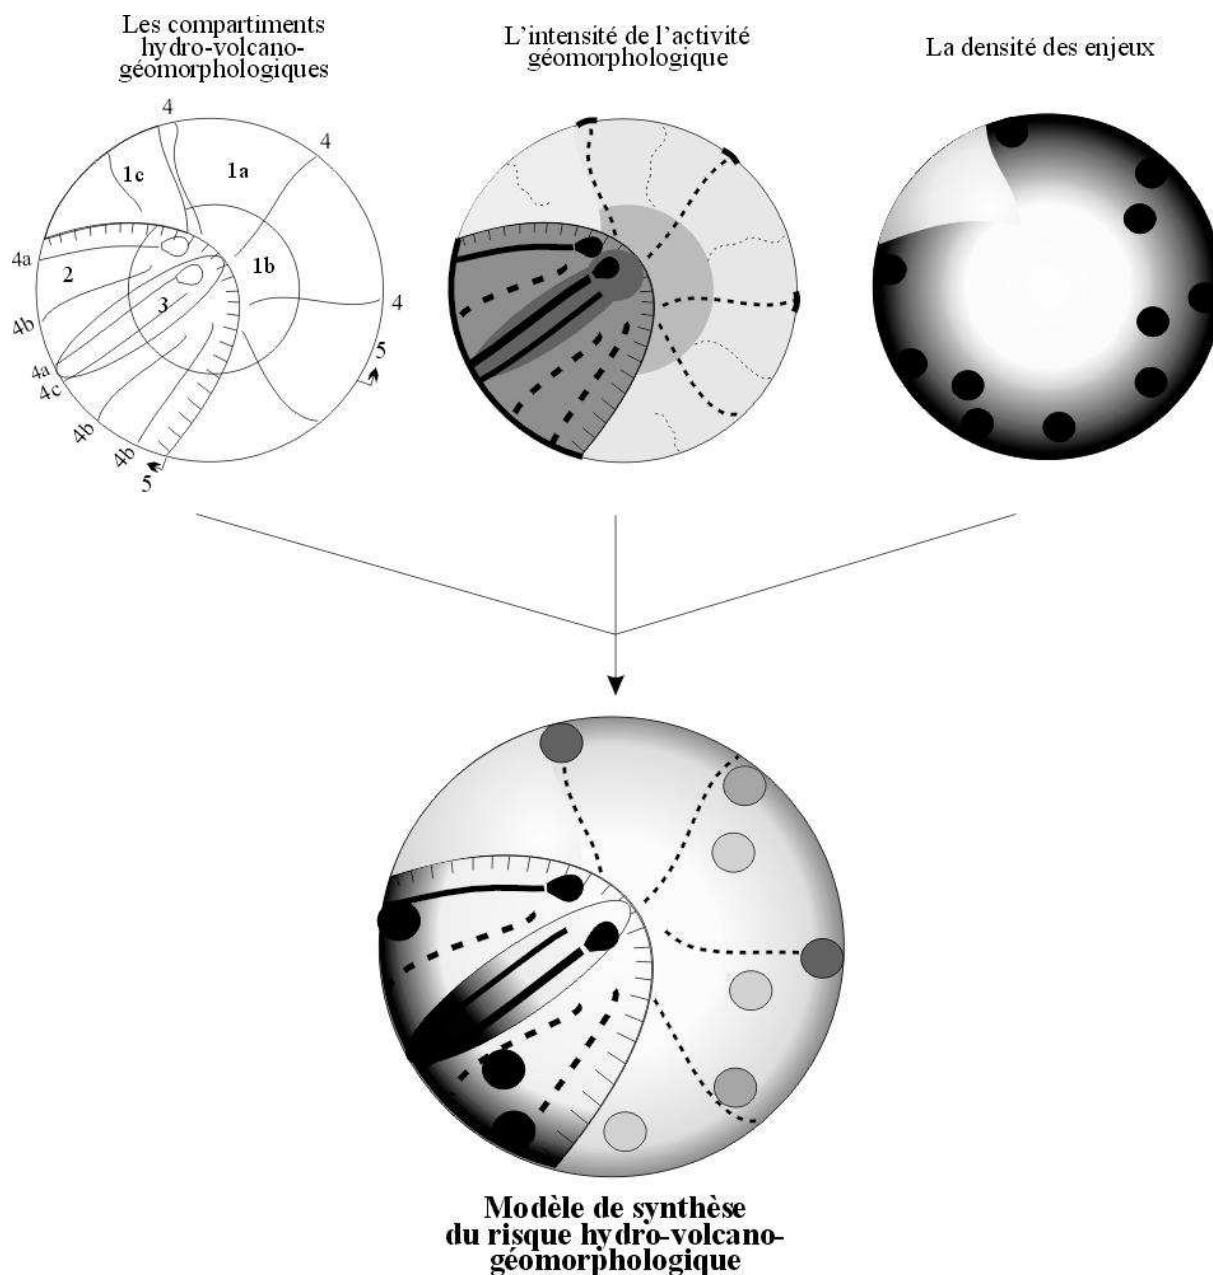 Les compartiments
hydro-volcano-
géomorphologiques
L'intensité de l'activité
géomorphologique
La densité des enjeux
4
4
1c
1a
4a
2
1b
3
4
4b
5
4a
4c
4b
4b
5
Modèle de synthèse
du risque hydro-volcano-
géomorphologique